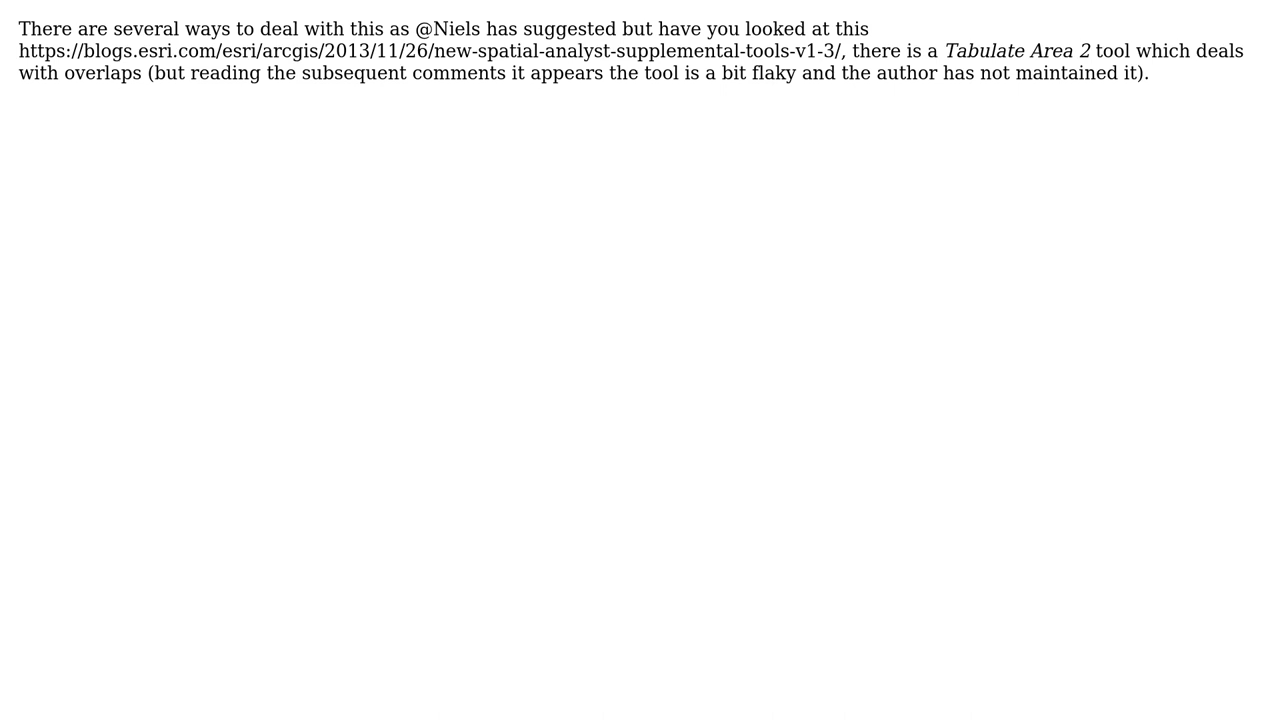 There are several ways to deal with this as @Niels has suggested but have you looked at this
https://blogs.esri.com/esri/arcgis/2013/11/26/new-spatial-analyst-supplemental-tools-v1-3/, there is a Tabulate Area 2 tool which deals
with overlaps (but reading the subsequent comments it appears the tool is a bit flaky and the author has not maintained it).